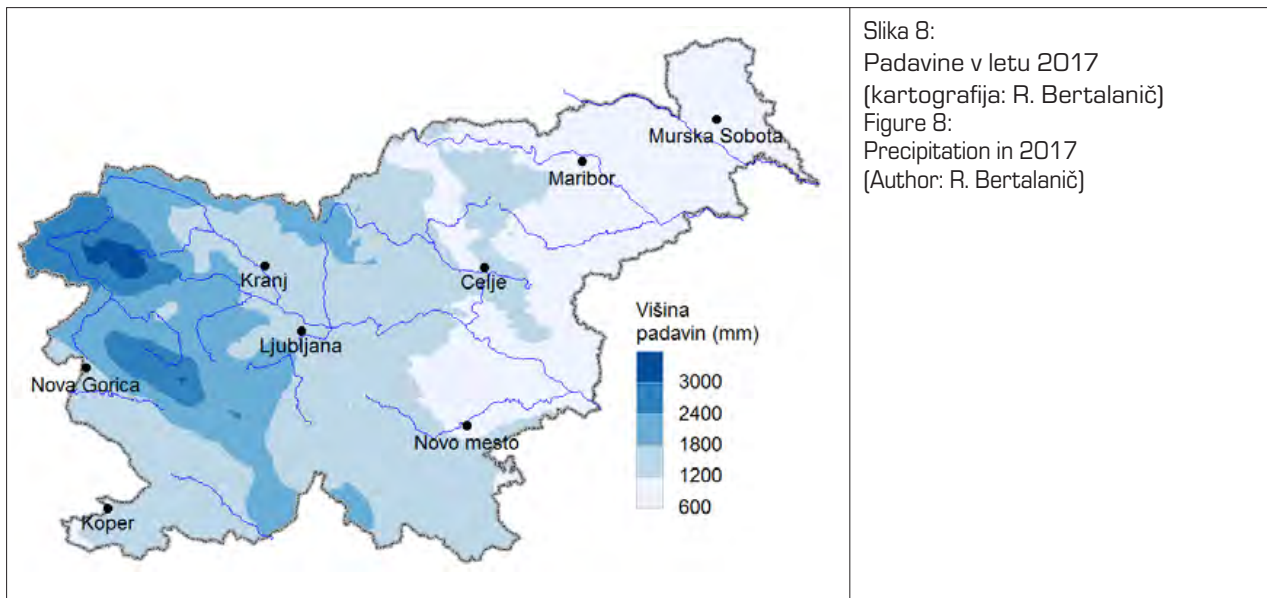 Murska Sobota
Maribor
Kranj
Celje
Ljubljana
Nova Gorica
Novo mesto
Koper
Višina
padavin (mm)
3000
2400
1800
1200
600
Slika 8:
Padavine v letu 2017
(kartografija: R. Bertalanič)
Figure 8:
Precipitation in 2017
(Author: R. Bertalanič)